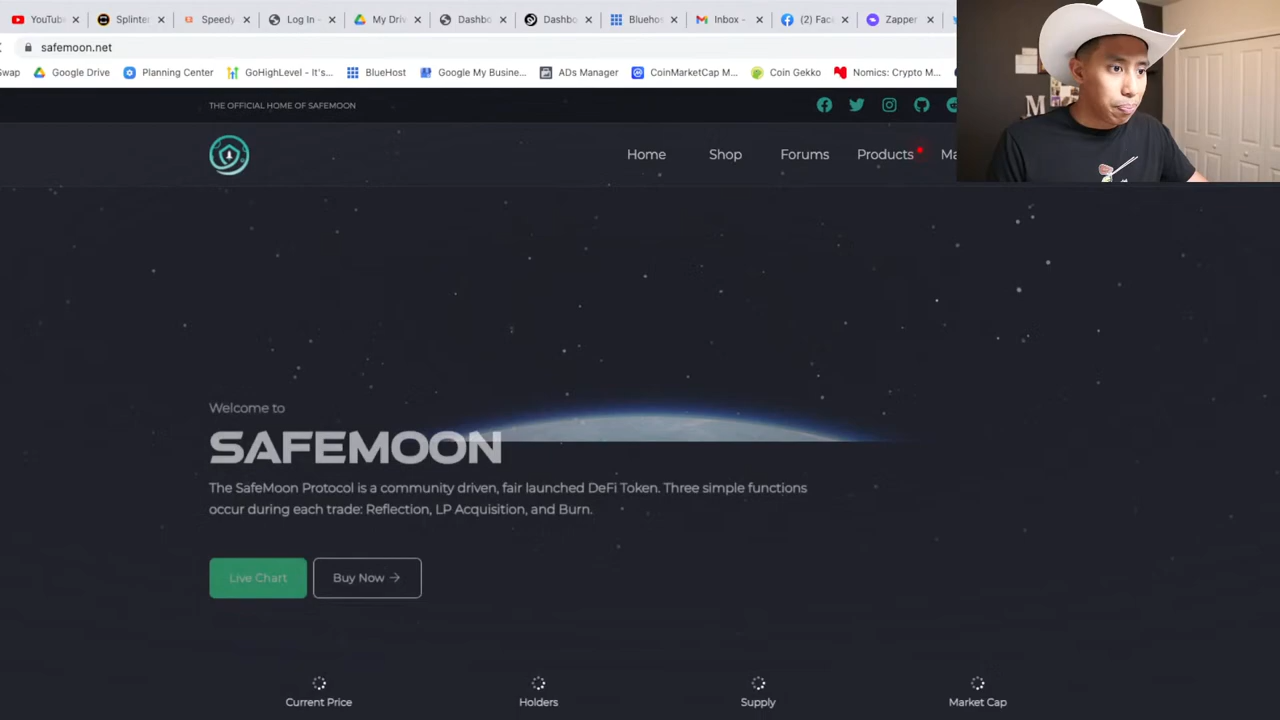 YouTube Splinter Speedy Log In - My Driv Dashbo Dashbo Bluehos Inbox - (2) Fac Zapper
safemoon.net
Swap Google Drive Planning Center GoHighLevel - It's... BlueHost Google My Busine... ADs Manager CoinMarketCap M... Coin Gekko Nomics: Crypto M...
THE OFFICIAL HOME OF SAFEMOON
Home Shop Forums Products Ma
Welcome to
SAFEMOON
The SafeMoon Protocol is a community driven, fair launched DeFi Token. Three simple functions
occur during each trade: Reflection, LP Acquisition, and Burn.
Live Chart Buy Now →
Current Price Holders Supply Market Cap